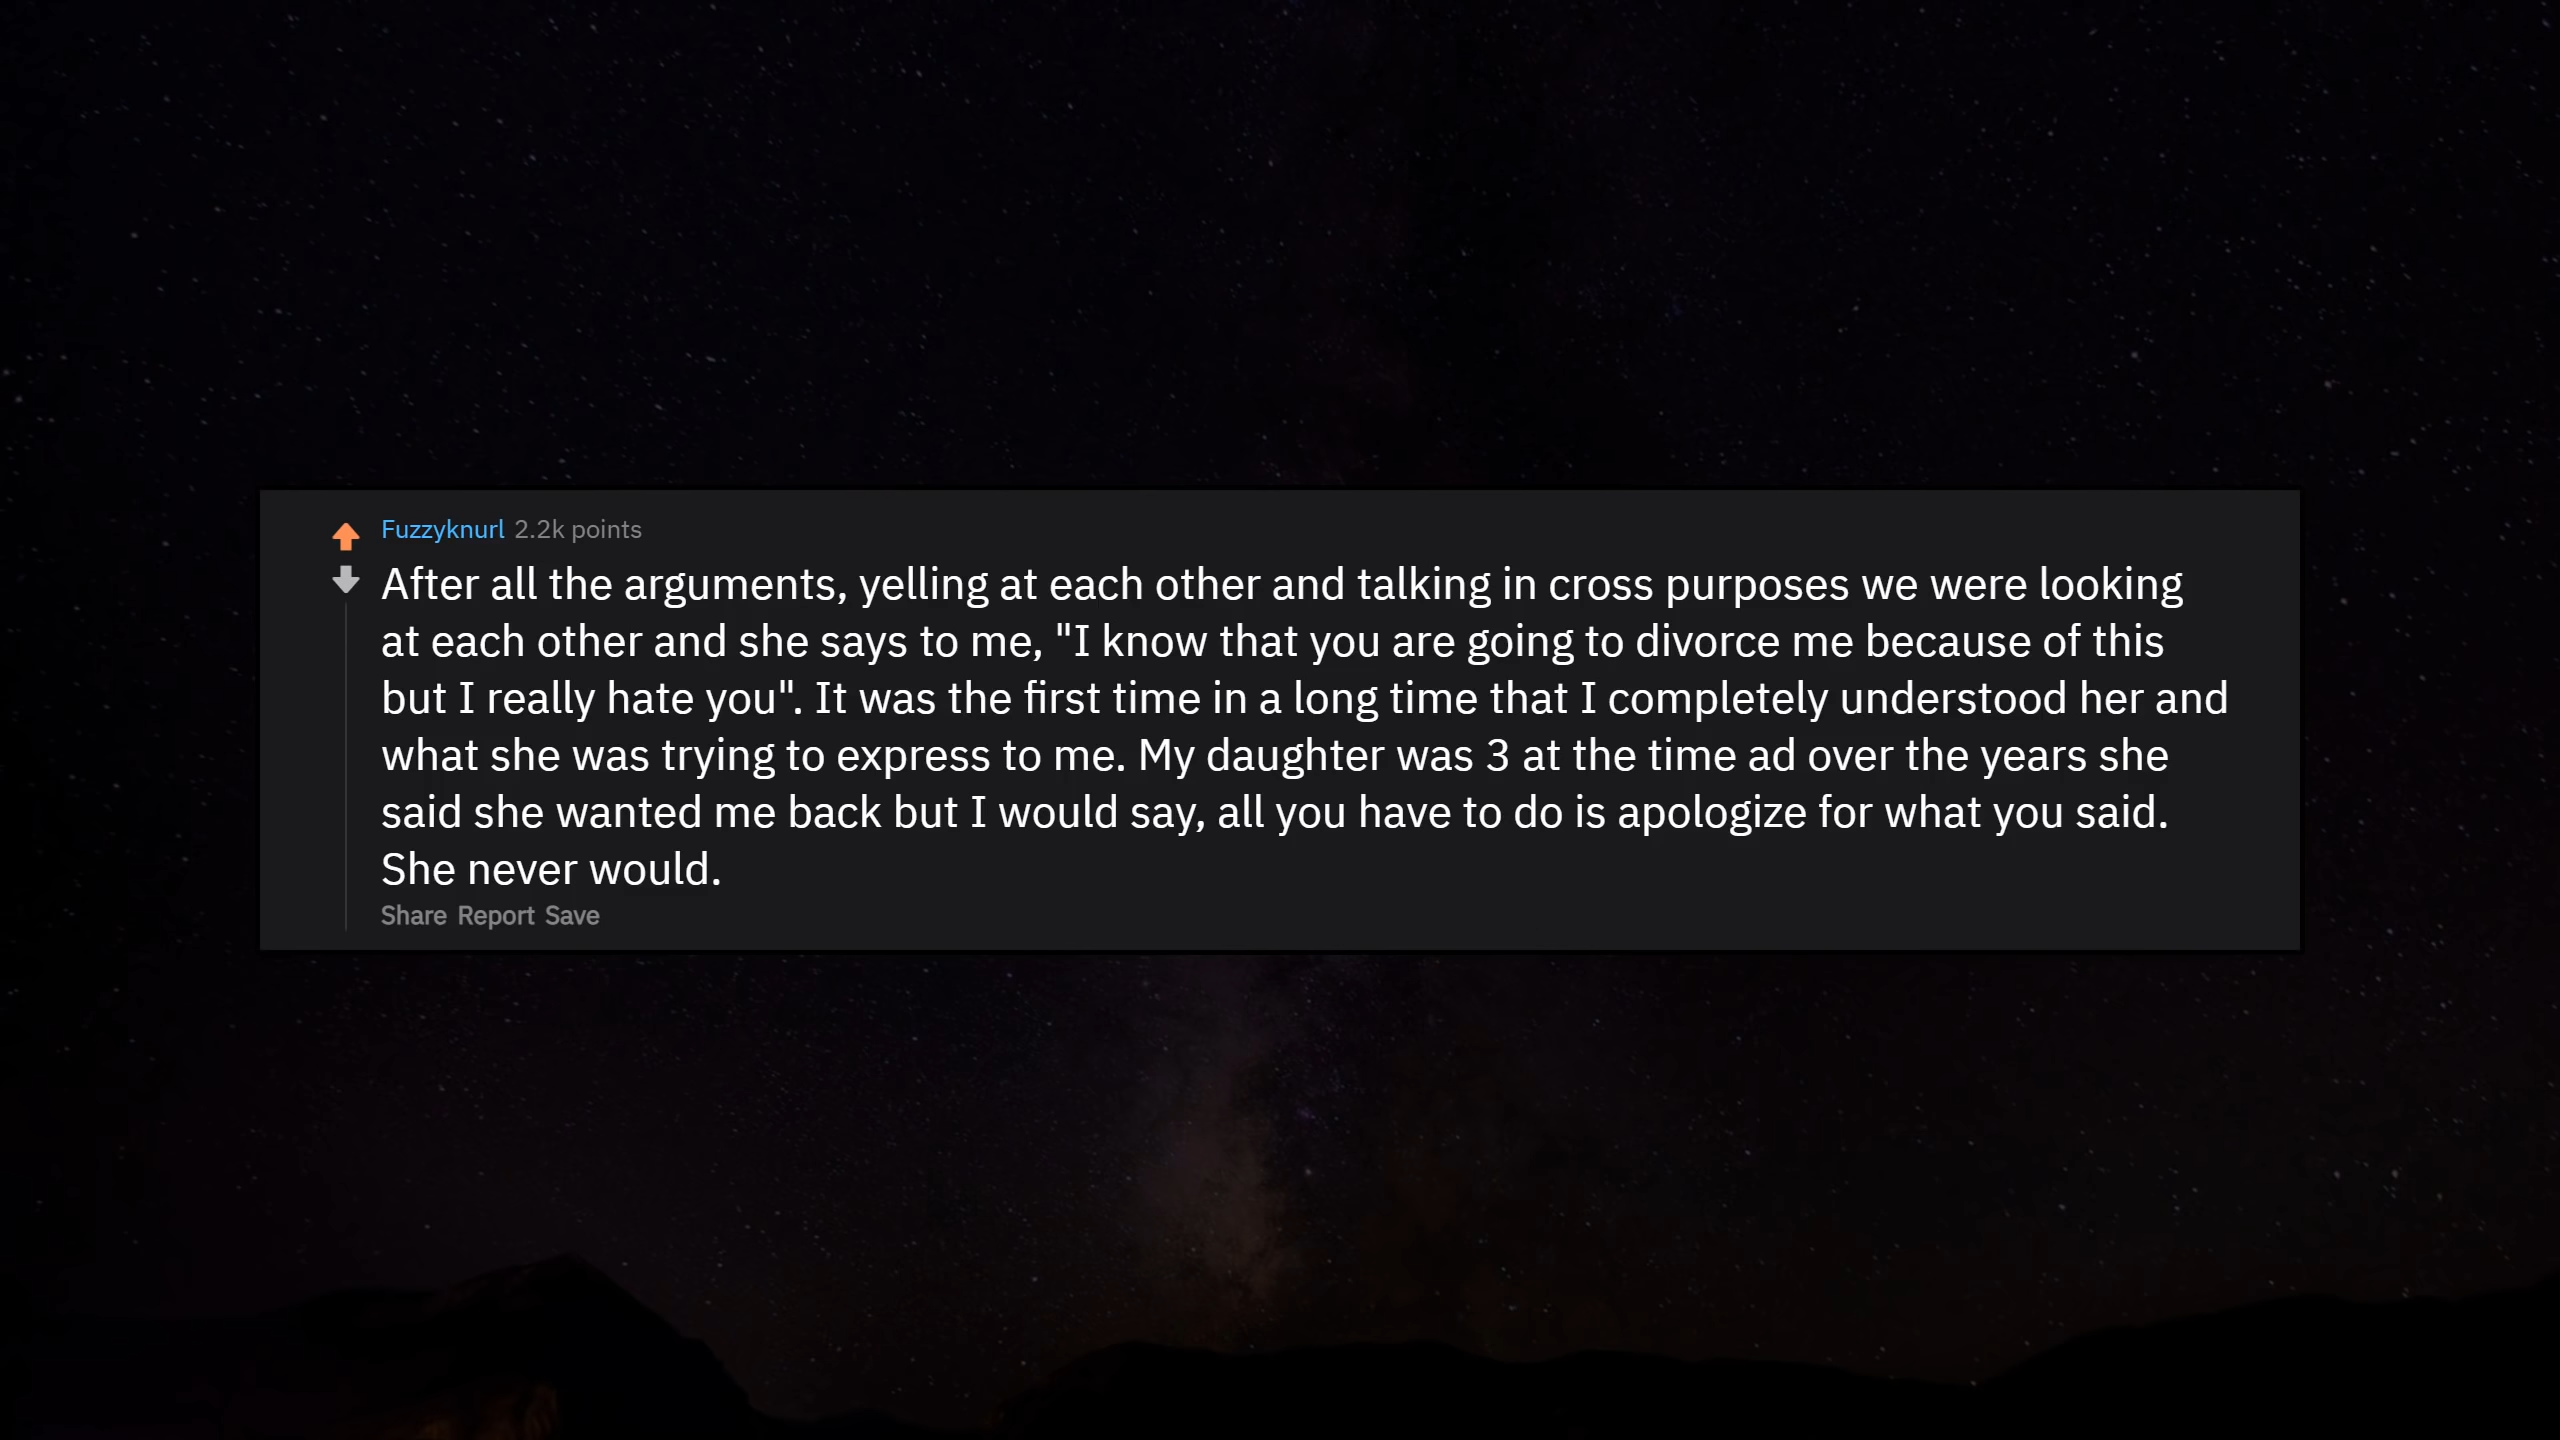 Fuzzyknurl 2.2k points
After all the arguments, yelling at each other and talking in cross purposes we were looking
at each other and she says to me, "I know that you are going to divorce me because of this
but I really hate you". It was the first time in a long time that I completely understood her and
what she was trying to express to me. My daughter was 3 at the time ad over the years she
said she wanted me back but I would say, all you have to do is apologize for what you said.
She never would.
Share Report Save